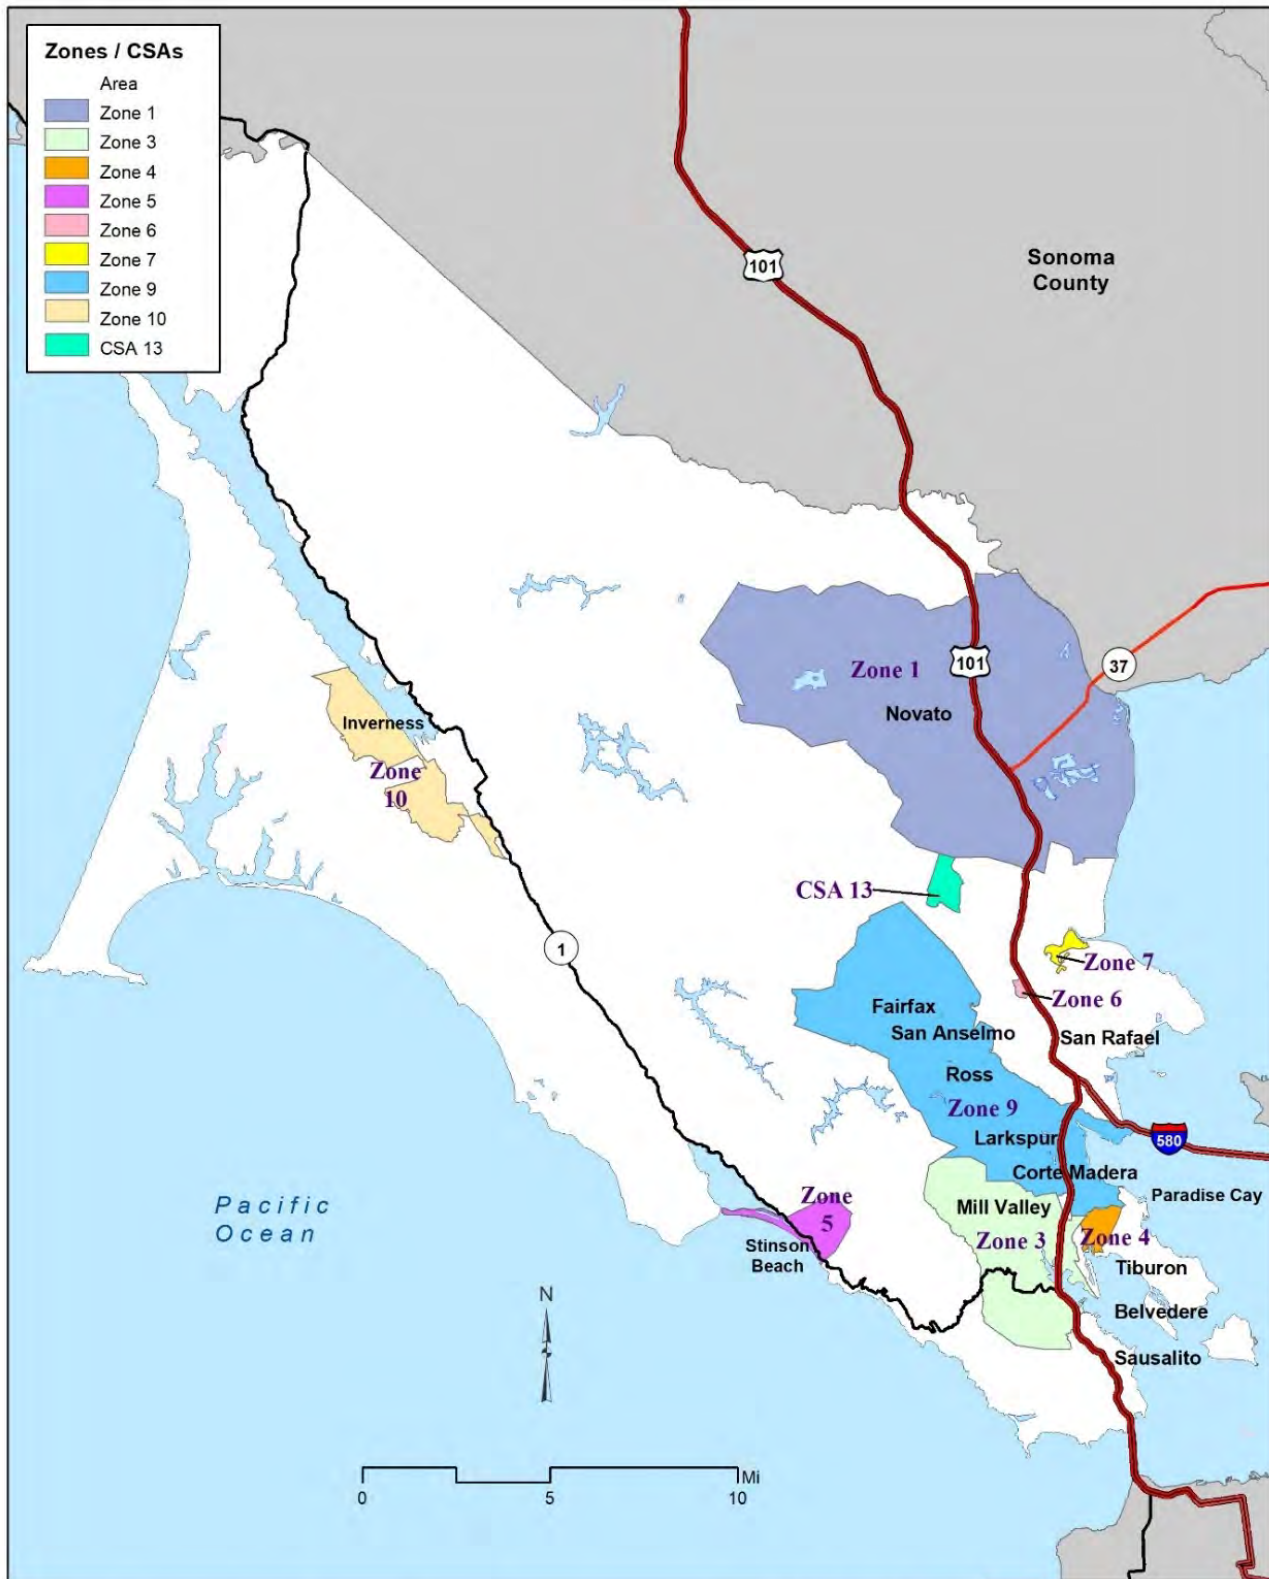 Zones / CSAs
Area
Zone 1
Zone 3
Zone 4
Zone 5
Zone 6
Zone 7
Zone 9
Zone 10
CSA 13
101
Sonoma
County
Zone 1
101
37
Novato
Inverness
Zone
10
CSA 13
1
Zone 7
Zone 6
Fairfax
San Anselmo
San Rafael
Ross
Zone 9
Larkspur
580
Corte Madera
Paradise Cay
Pacific
Ocean
Zone
5
Mill Valley
Zone 3
Zone 4
Stinson
Beach
Tiburon
Belvedere
Sausalito
N
Mi
0 5 10